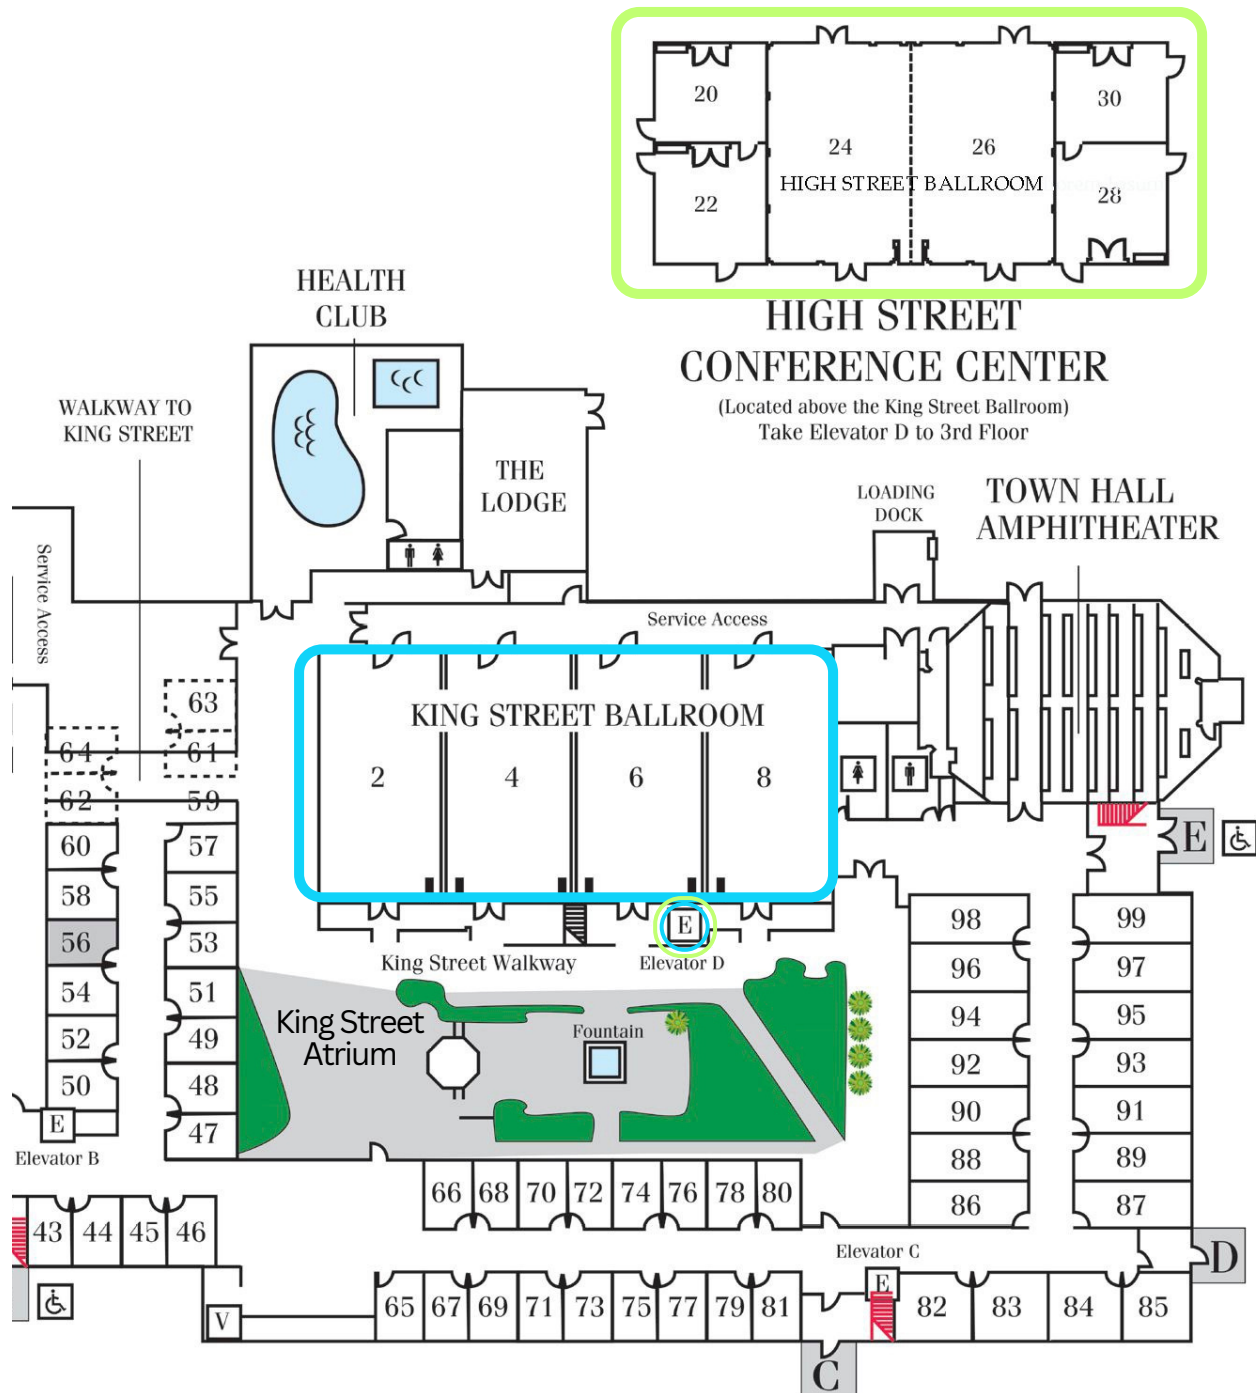 20
30
24
26
HIGH STREET BALLROOM
22
28
HEALTH
CLUB
HIGH STREET
CONFERENCE CENTER
(Located above the King Street Ballroom)
Take Elevator D to 3rd Floor
WALKWAY TO
KING STREET
THE
LODGE
LOADING
DOCK
TOWN HALL
AMPHITHEATER
Service Access
Service Access
63
64
61
62
59
KING STREET BALLROOM
2
4
6
8
60
57
58
55
56
53
54
51
52
49
50
48
47
E
Elevator B
E
King Street Walkway
Elevator D
King Street
Atrium
Fountain
E
98
99
96
97
94
95
92
93
90
91
88
89
86
87
66
68
70
72
74
76
78
80
43
44
45
46
Elevator C
E
D
V
65
67
69
71
73
75
77
79
81
82
83
84
85
C